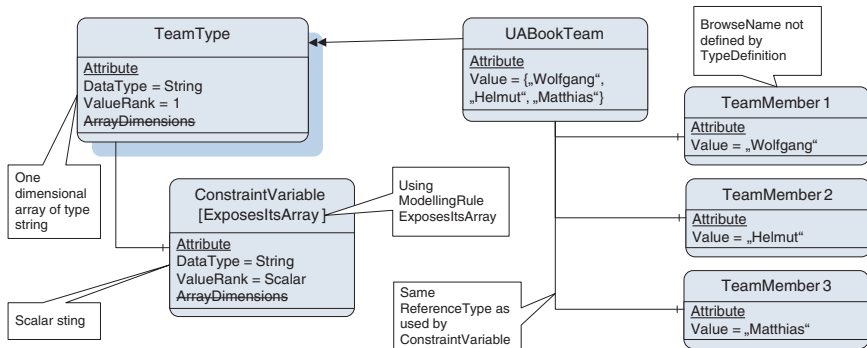 TeamType
Attribute
DataType = String
ValueRank = 1
ArrayDimensions
UABookTeam
Attribute
Value = {„Wolfgang“,
„Helmut“, „Matthias“}
BrowseName not
defined by
TypeDefinition
TeamMember 1
Attribute
Value = „Wolfgang“
One
dimensional
array of type
string
ConstraintVariable
[ExposesItsArray]
Attribute
DataType = String
ValueRank = Scalar
ArrayDimensions
Using
ModellingRule
ExposesItsArray
TeamMember 2
Attribute
Value = „Helmut“
Scalar sting
Same
ReferenceType as
used by
ConstraintVariable
TeamMember 3
Attribute
Value = „Matthias“